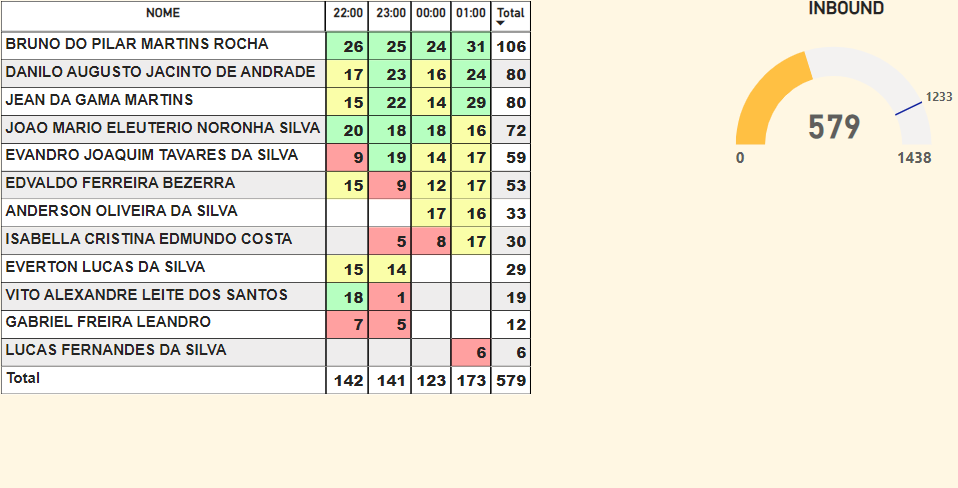 NOME 22:00 23:00 00:00 01:00 Total
BRUNO DO PILAR MARTINS ROCHA 26 25 24 31 106
DANILO AUGUSTO JACINTO DE ANDRADE 17 23 16 24 80
JEAN DA GAMA MARTINS 15 22 14 29 80
JOAO MARIO ELEUTERIO NORONHA SILVA 20 18 18 16 72
EVANDRO JOAQUIM TAVARES DA SILVA 9 19 14 17 59
EDVALDO FERREIRA BEZERRA 15 9 12 17 53
ANDERSON OLIVEIRA DA SILVA 17 16 33
ISABELLA CRISTINA EDMUNDO COSTA 5 8 17 30
EVERTON LUCAS DA SILVA 15 14 29
VITO ALEXANDRE LEITE DOS SANTOS 18 1 19
GABRIEL FREIRA LEANDRO 7 5 12
LUCAS FERNANDES DA SILVA 6 6
Total 142 141 123 173 579
INBOUND
1233
579
0 1438